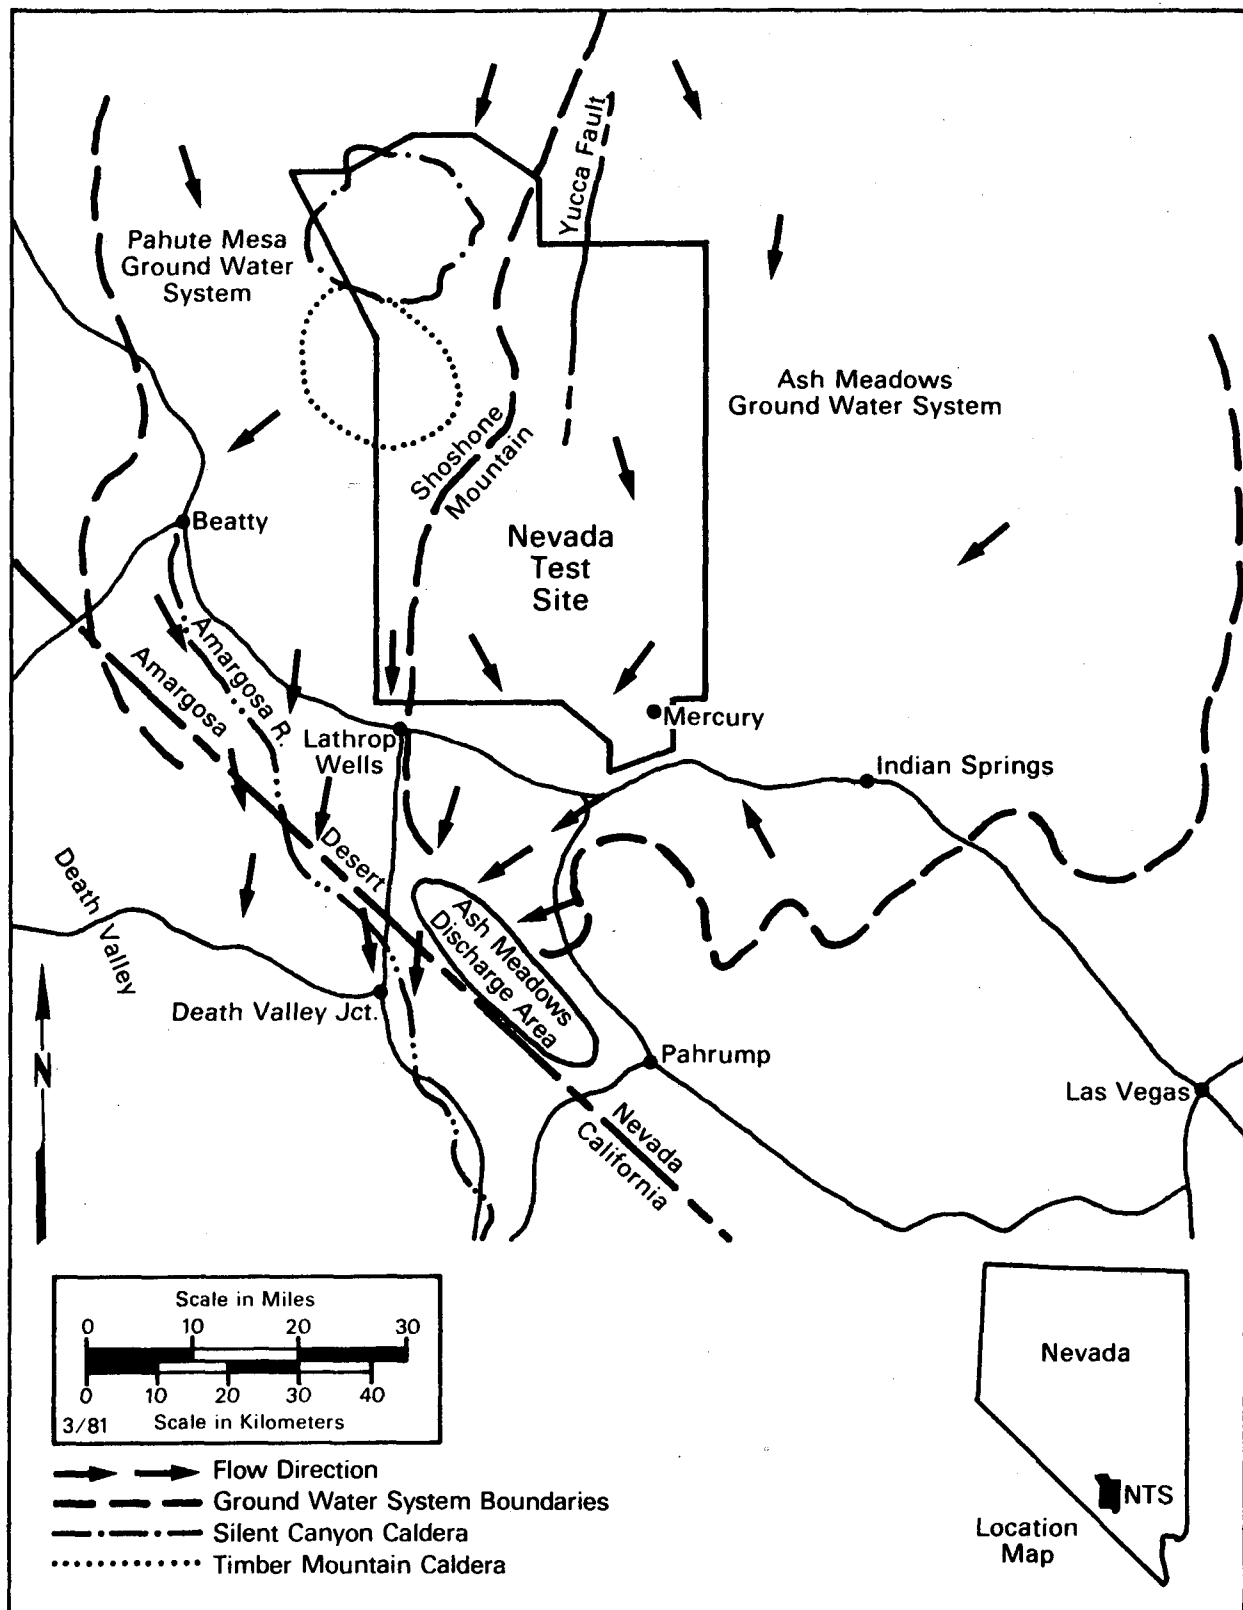 Yucca Fault
Pahute Mesa
Ground Water
System
Ash Meadows
Ground Water System
Shoshone
Mountain
Beatty
Nevada
Test
Site
Amargosa R.
Amargosa
Desert
Mercury
Lathrop
Wells
Indian Springs
Death Valley
Ash Meadows
Discharge Area
Death Valley Jct.
Pahrump
Las Vegas
N
Nevada
California
Scale in Miles
0 10 20 30
0 10 20 30 40
3/81 Scale in Kilometers
Flow Direction
Ground Water System Boundaries
Silent Canyon Caldera
Timber Mountain Caldera
Nevada
NTS
Location
Map